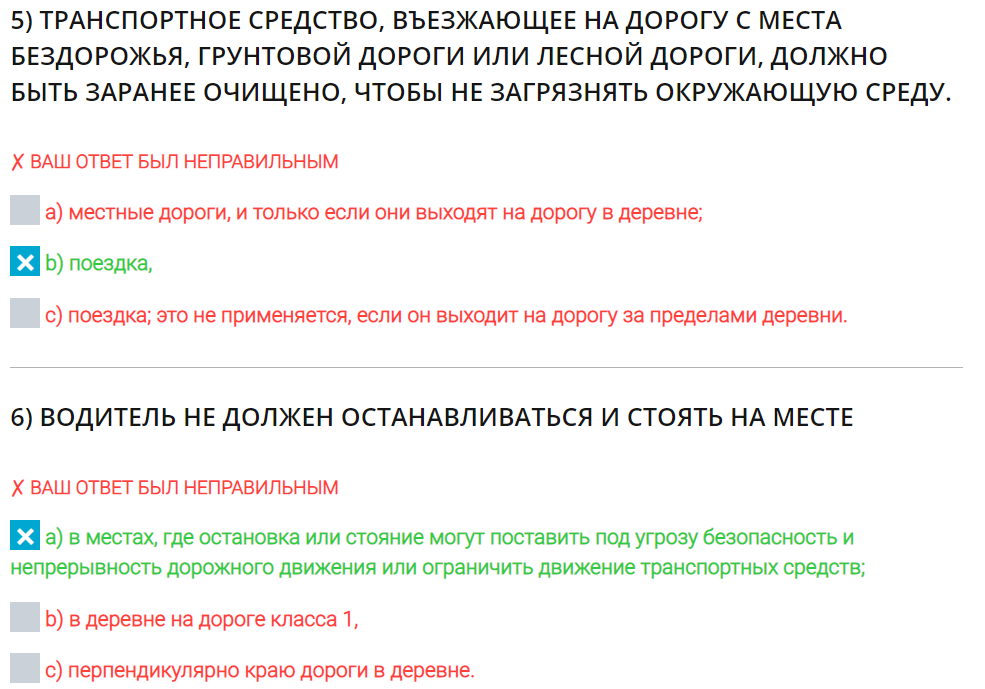 5) ТРАНСПОРТНОЕ СРЕДСТВО, ВЪЕЗЖАЮЩЕЕ НА ДОРОГУ С МЕСТА
БЕЗДОРОЖЬЯ, ГРУНТОВОЙ ДОРОГИ ИЛИ ЛЕСНОЙ ДОРОГИ, ДОЛЖНО
БЫТЬ ЗАРАНЕЕ ОЧИЩЕНО, ЧТОБЫ НЕ ЗАГРЯЗНЯТЬ ОКРУЖАЮЩУЮ СРЕДУ.
✗ ВАШ ОТВЕТ БЫЛ НЕПРАВИЛЬНЫМ
a) местные дороги, и только если они выходят на дорогу в деревне;
b) поездка,
c) поездка; это не применяется, если он выходит на дорогу за пределами деревни.
6) ВОДИТЕЛЬ НЕ ДОЛЖЕН ОСТАНАВЛИВАТЬСЯ И СТОЯТЬ НА МЕСТЕ
✗ ВАШ ОТВЕТ БЫЛ НЕПРАВИЛЬНЫМ
a) в местах, где остановка или стояние могут поставить под угрозу безопасность и
непрерывность дорожного движения или ограничить движение транспортных средств;
b) в деревне на дороге класса 1,
c) перпендикулярно краю дороги в деревне.